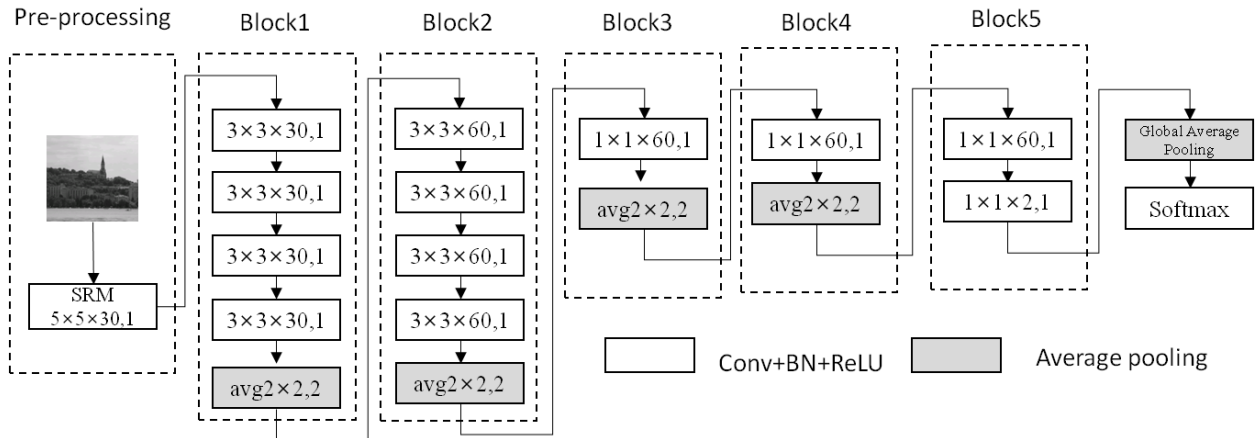 Pre-processing
SRM
5×5×30,1
Block1
3×3×30,1
3×3×30,1
3×3×30,1
3×3×30,1
avg2×2,2
Block2
3×3×60,1
3×3×60,1
3×3×60,1
3×3×60,1
avg2×2,2
Block3
1×1×60,1
avg2×2,2
Block4
1×1×60,1
avg2×2,2
Block5
1×1×60,1
1×1×2,1
Global Average
Pooling
Softmax
Conv+BN+ReLU
Average pooling